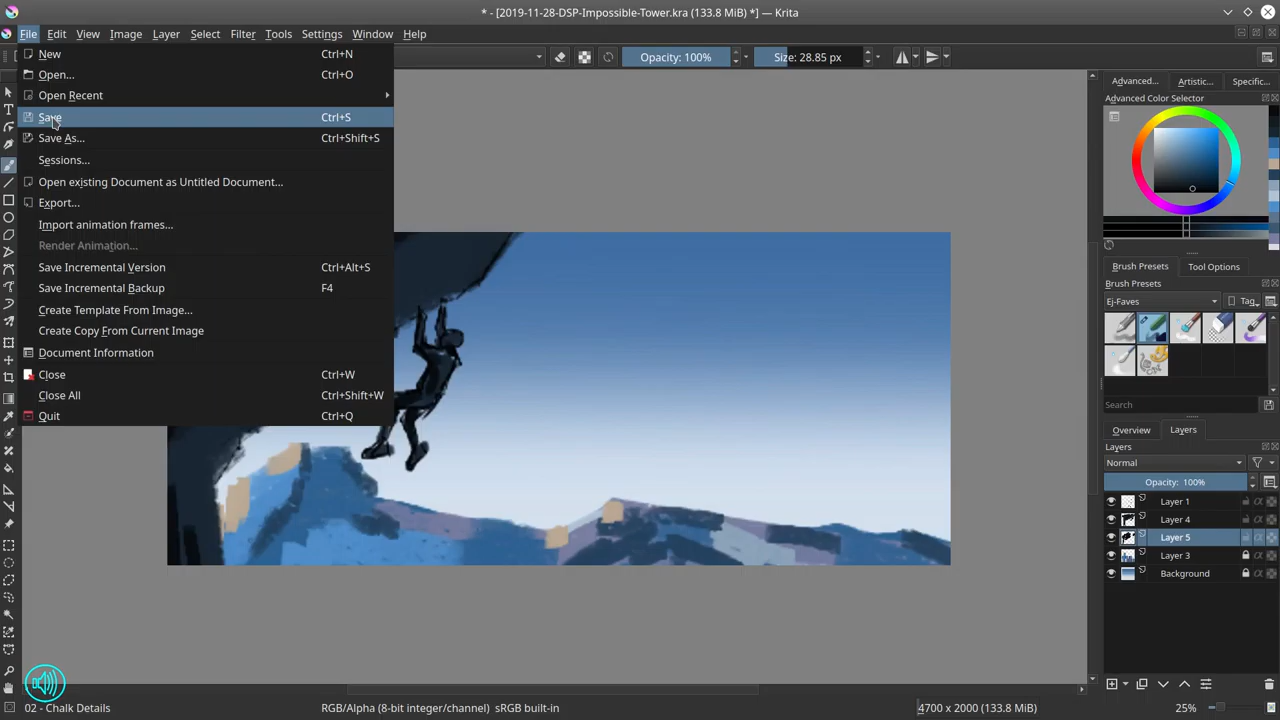 * - [2019-11-28-DSP-Impossible-Tower.kra (133.8 MiB) *] — Krita
File Edit View Image Layer Select Filter Tools Settings Window Help
New Ctrl+N
Open... Ctrl+O
Open Recent
Save Ctrl+S
Save As... Ctrl+Shift+S
Sessions...
Open existing Document as Untitled Document...
Export...
Import animation frames...
Render Animation...
Save Incremental Version Ctrl+Alt+S
Save Incremental Backup F4
Create Template From Image...
Create Copy From Current Image
Document Information
Close Ctrl+W
Close All Ctrl+Shift+W
Quit Ctrl+Q
Opacity: 100% Size: 28.85 px
Advanced... Artistic... Specific...
Advanced Color Selector
Brush Presets Tool Options
Brush Presets
Ej-Faves Tag
Search
Overview Layers
Layers
Normal
Opacity: 100%
Layer 1
Layer 4
Layer 5
Layer 3
Background
02 - Chalk Details RGB/Alpha (8-bit integer/channel) sRGB built-in 4700 x 2000 (133.8 MiB) 25%